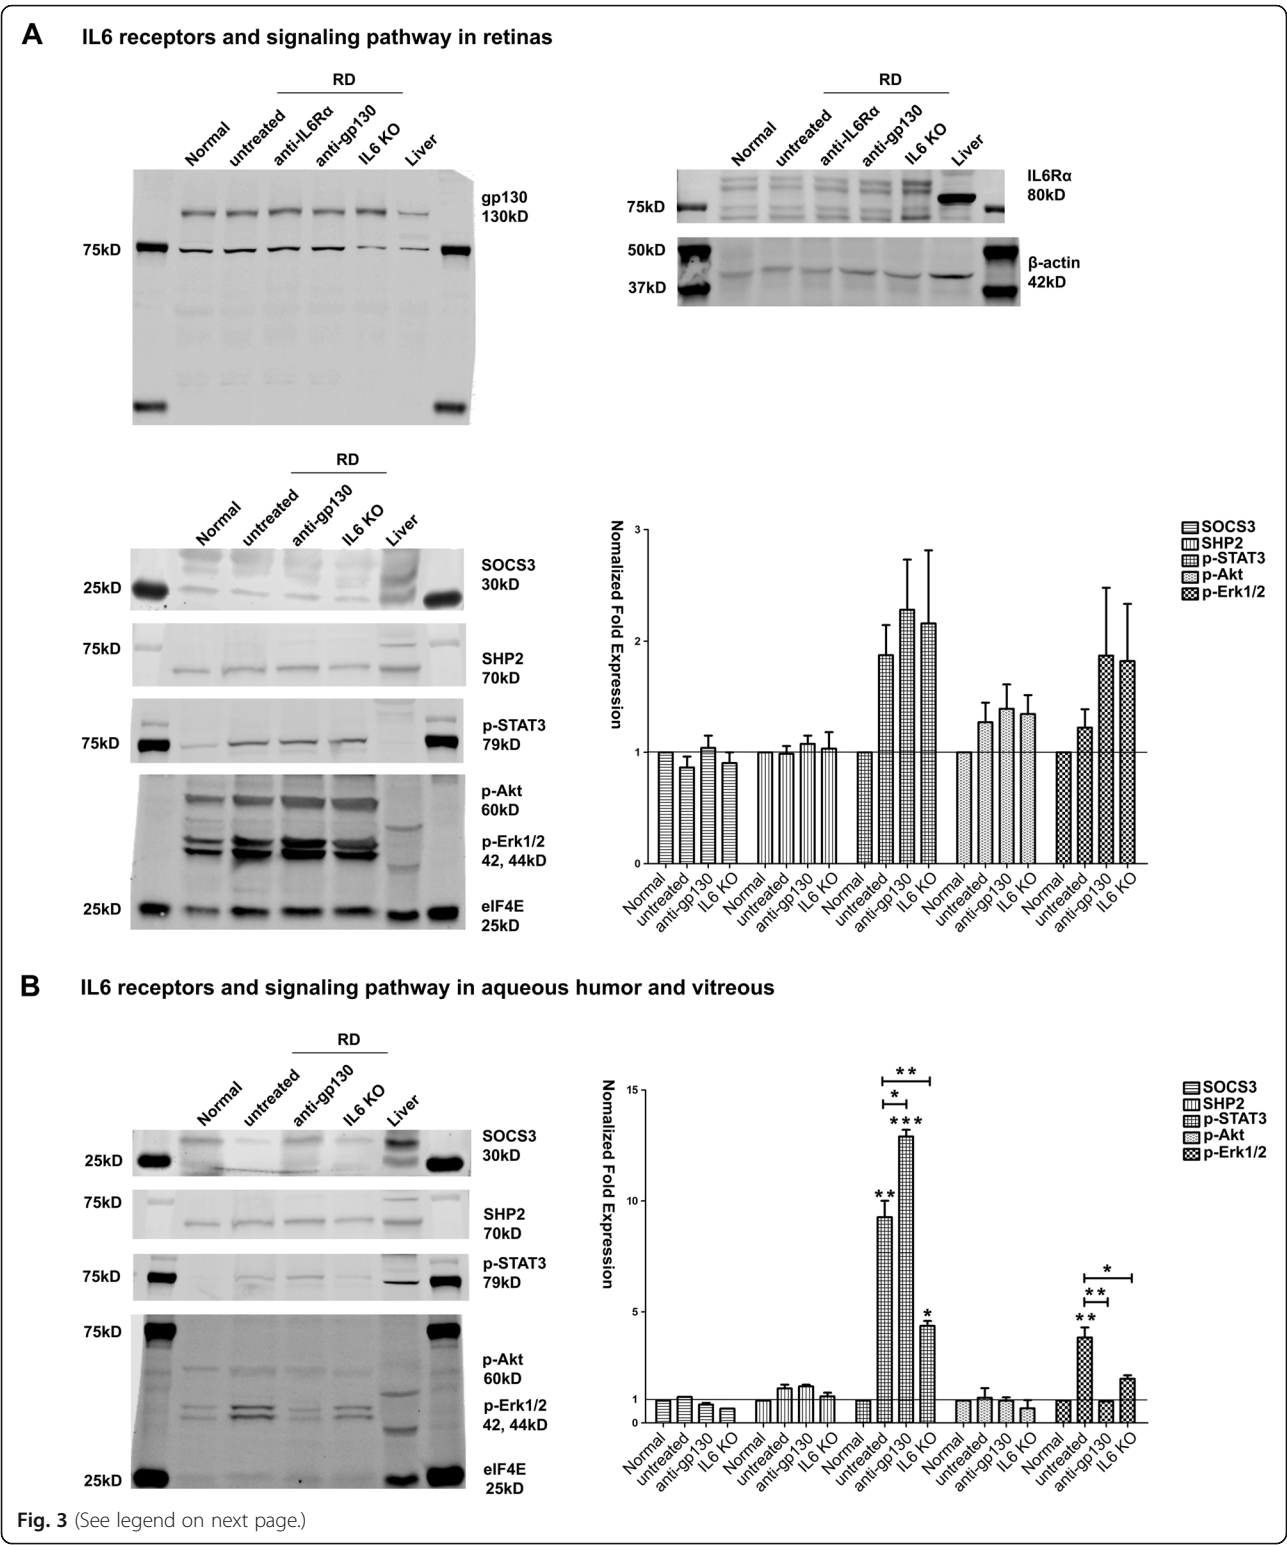 A IL6 receptors and signaling pathway in retinas
RD
Normal
untreated
anti-IL6Rα
anti-gp130
IL6 KO
Liver
gp130
130kD
75kD
RD
Normal
untreated
anti-IL6Rα
anti-gp130
IL6 KO
Liver
IL6Rα
80kD
75kD
50kD
37kD
β-actin
42kD
RD
Normal
untreated
anti-gp130
IL6 KO
Liver
25kD
SOCS3
30kD
75kD
SHP2
70kD
75kD
p-STAT3
79kD
p-Akt
60kD
p-Erk1/2
42, 44kD
25kD
eIF4E
25kD
Nomalized Fold Expression
3
2
1
0
Normal
untreated
anti-gp130
IL6 KO
Normal
untreated
anti-gp130
IL6 KO
Normal
untreated
anti-gp130
IL6 KO
Normal
untreated
anti-gp130
IL6 KO
Normal
untreated
anti-gp130
IL6 KO
SOCS3
SHP2
p-STAT3
p-Akt
p-Erk1/2
B IL6 receptors and signaling pathway in aqueous humor and vitreous
RD
Normal
untreated
anti-gp130
IL6 KO
Liver
25kD
SOCS3
30kD
75kD
SHP2
70kD
75kD
p-STAT3
79kD
75kD
p-Akt
60kD
p-Erk1/2
42, 44kD
25kD
eIF4E
25kD
Nomalized Fold Expression
15
10
5
1
0
**
*
***
**
*
*
**
**
Normal
untreated
anti-gp130
IL6 KO
Normal
untreated
anti-gp130
IL6 KO
Normal
untreated
anti-gp130
IL6 KO
Normal
untreated
anti-gp130
IL6 KO
Normal
untreated
anti-gp130
IL6 KO
SOCS3
SHP2
p-STAT3
p-Akt
p-Erk1/2
Fig. 3 (See legend on next page.)